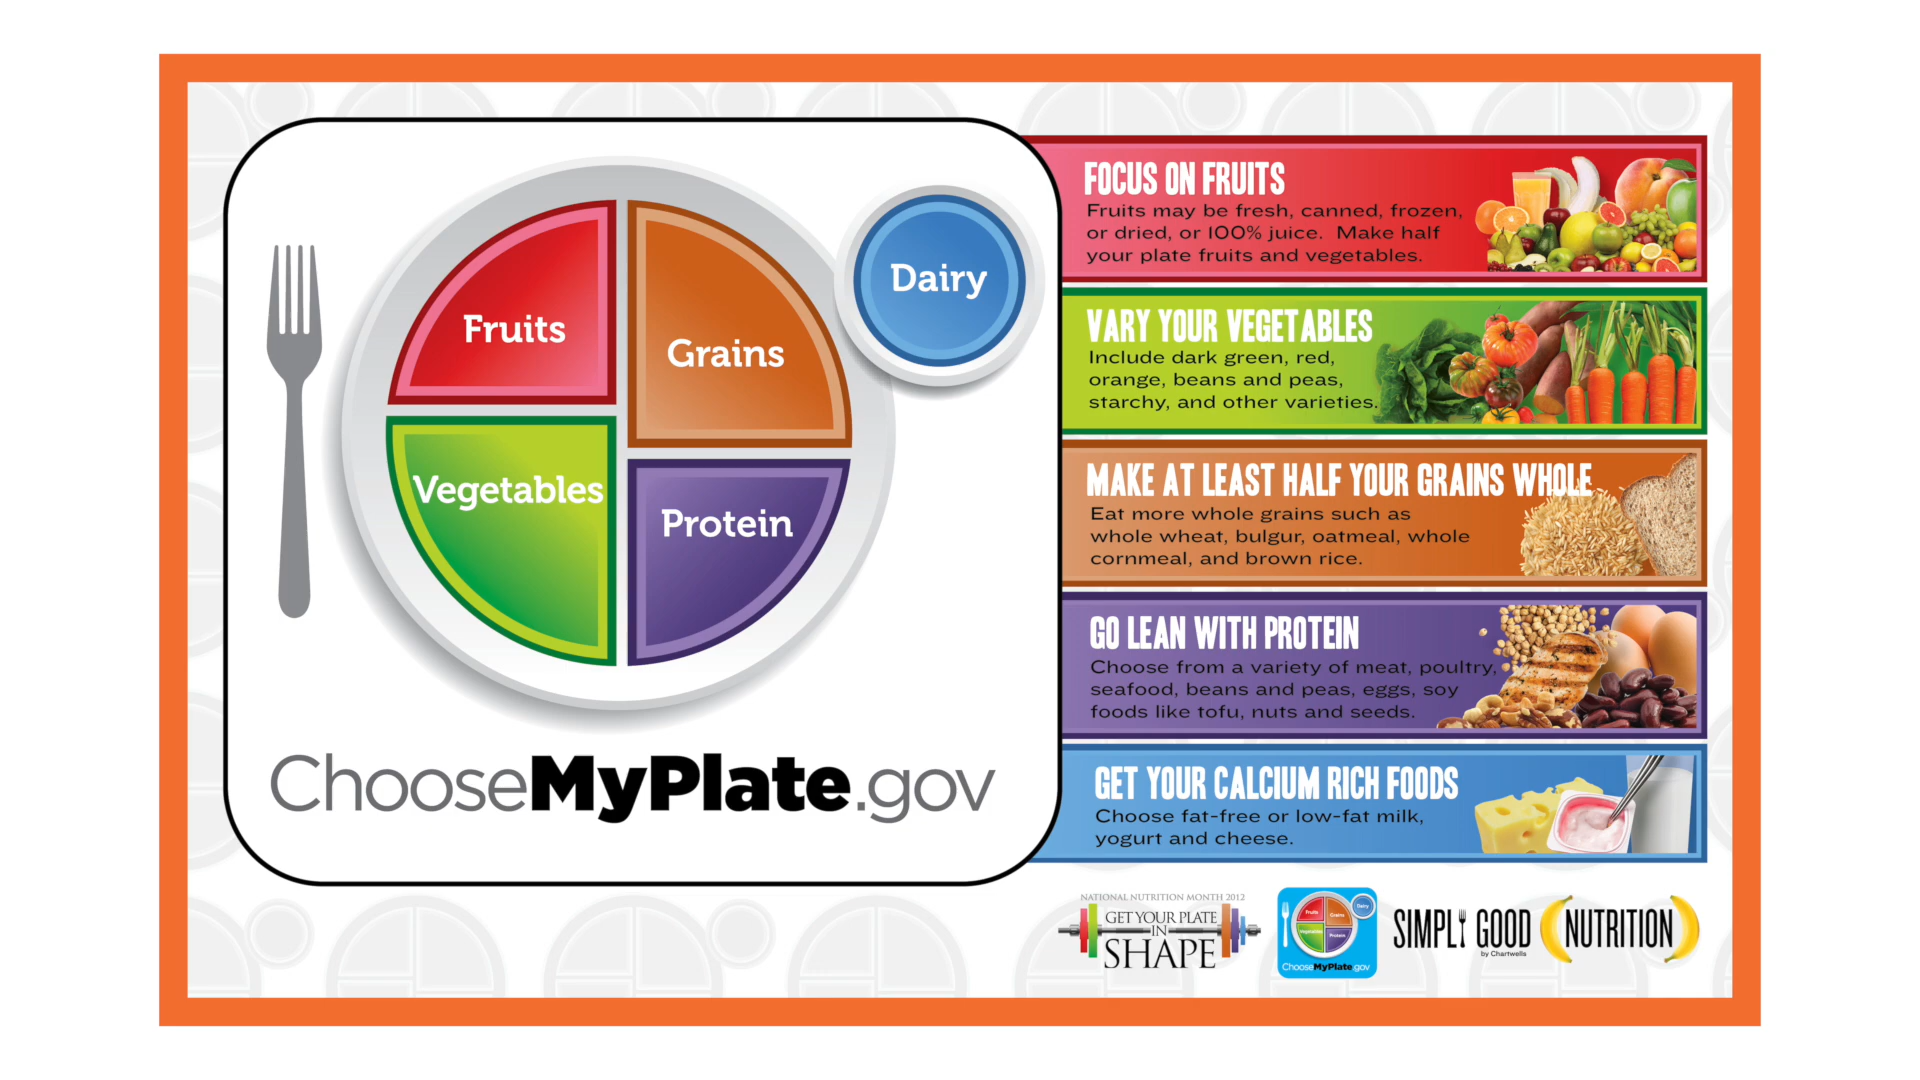 Fruits
Grains
Dairy
Vegetables
Protein
ChooseMyPlate.gov
FOCUS ON FRUITS
Fruits may be fresh, canned, frozen,
or dried, or 100% juice. Make half
your plate fruits and vegetables.
VARY YOUR VEGETABLES
Include dark green, red,
orange, beans and peas,
starchy, and other varieties.
MAKE AT LEAST HALF YOUR GRAINS WHOLE
Eat more whole grains such as
whole wheat, bulgur, oatmeal, whole
cornmeal, and brown rice.
GO LEAN WITH PROTEIN
Choose from a variety of meat, poultry,
seafood, beans and peas, eggs, soy
foods like tofu, nuts and seeds.
GET YOUR CALCIUM RICH FOODS
Choose fat-free or low-fat milk,
yogurt and cheese.
NATIONAL NUTRITION MONTH 2012
GET YOUR PLATE
IN
SHAPE
Fruits
Grains
Dairy
Vegetables
Protein
ChooseMyPlate.gov
SIMPLY GOOD NUTRITION
by Chartwells